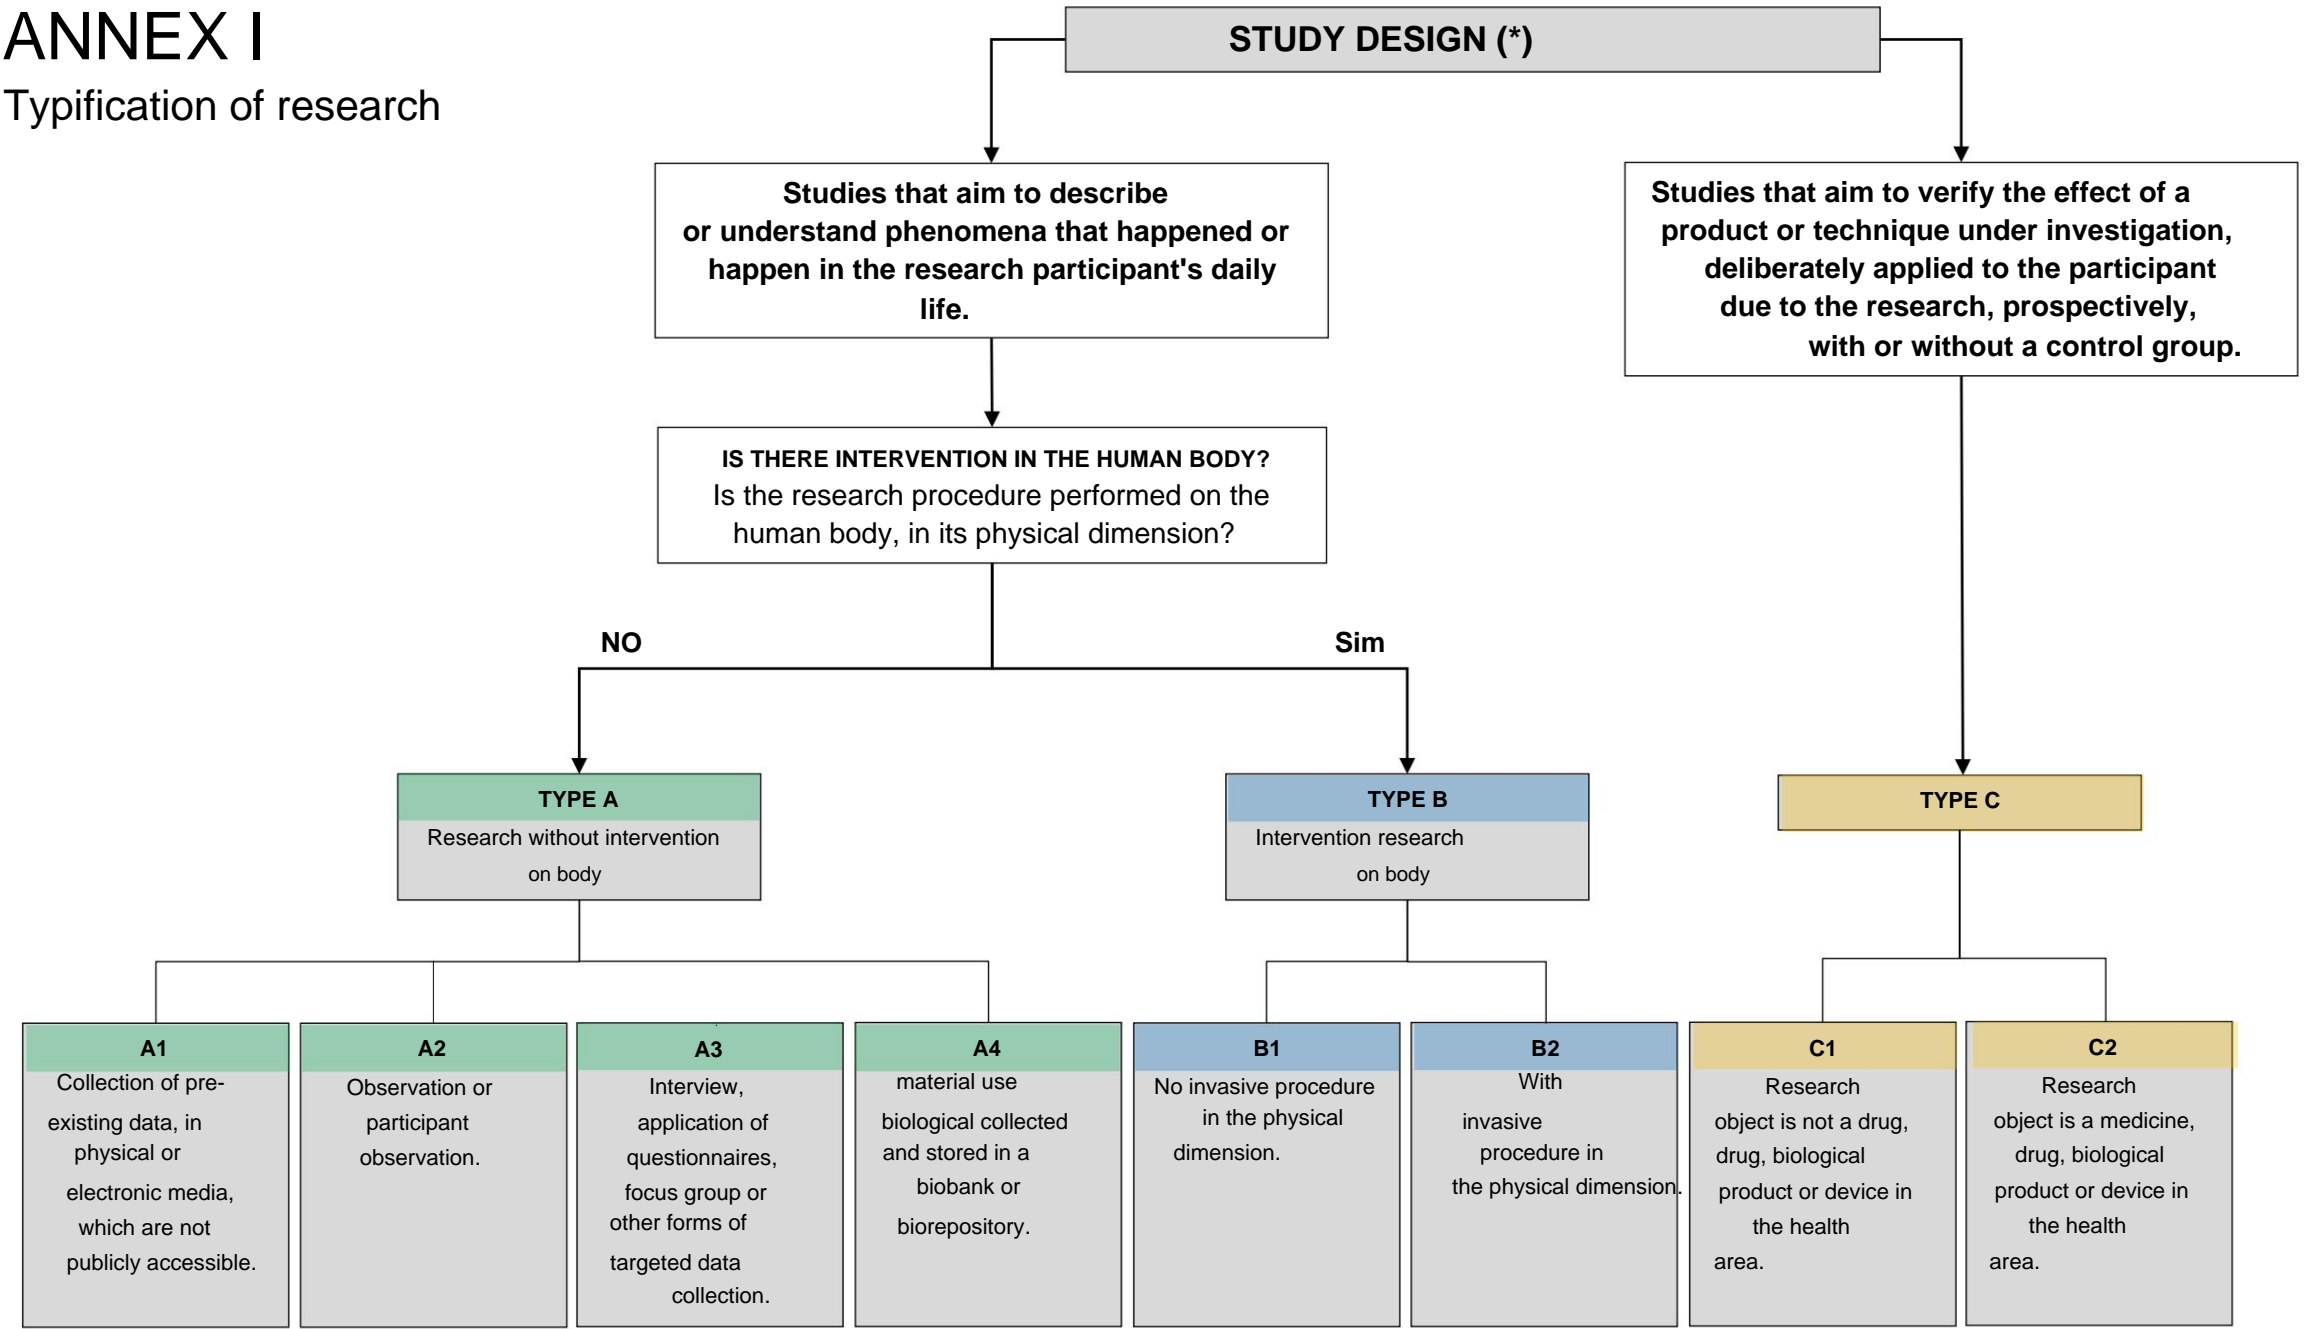 ANNEX I
Typification of research
STUDY DESIGN (*)
Studies that aim to describe
or understand phenomena that happened or
happen in the research participant's daily
life.
Studies that aim to verify the effect of a
product or technique under investigation,
deliberately applied to the participant
due to the research, prospectively,
with or without a control group.
IS THERE INTERVENTION IN THE HUMAN BODY?
Is the research procedure performed on the
human body, in its physical dimension?
NO
Sim
TYPE A
Research without intervention
on body
TYPE B
Intervention research
on body
TYPE C
A1
Collection of pre-
existing data, in
physical or
electronic media,
which are not
publicly accessible.
A2
Observation or
participant
observation.
A3
Interview,
application of
questionnaires,
focus group or
other forms of
targeted data
collection.
A4
material use
biological collected
and stored in a
biobank or
biorepository.
B1
No invasive procedure
in the physical
dimension.
B2
With
invasive
procedure in
the physical dimension.
C1
Research
object is not a drug,
drug, biological
product or device in
the health
area.
C2
Research
object is a medicine,
drug, biological
product or device in
the health
area.